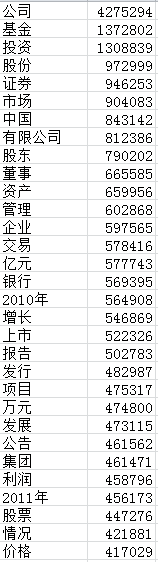 公司 4275294
基金 1372802
投资 1308839
股份 972999
证券 946253
市场 904083
中国 843142
有限公司 812386
股东 790202
董事 665585
资产 659956
管理 602868
企业 597565
交易 578416
亿元 577743
银行 569395
2010年 564908
增长 546869
上市 522326
报告 502783
发行 482987
项目 475317
万元 474800
发展 473115
公告 461562
集团 461471
利润 458796
2011年 456173
股票 447276
情况 421881
价格 417029